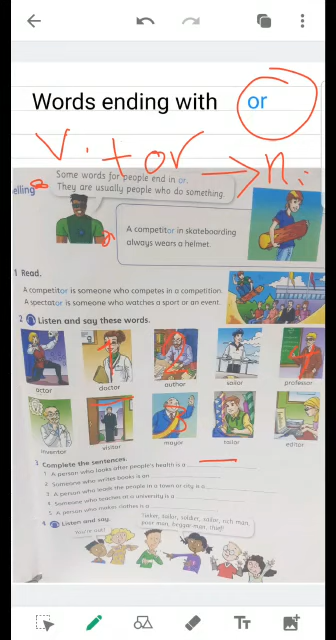 Words ending with or
v. + or → n.
Some words for people end in or.
elling They are usually people who do something.
A competitor in skateboarding
always wears a helmet.
1 Read.
A competitor is someone who competes in a competition.
A spectator is someone who watches a sport or an event.
2 Listen and say these words.
actor doctor author sailor professor
inventor visitor mayor tailor editor
3 Complete the sentences.
1 A person who looks after people's health is a
2 Someone who writes books is an
3 A person who leads the people in a town or city is a
4 Someone who teaches at a university is a
5 A person who makes clothes is a
4 Listen and say.
Tinker, tailor, soldier, sailor, rich man,
poor man, beggar man, thief!
You're out!
TT